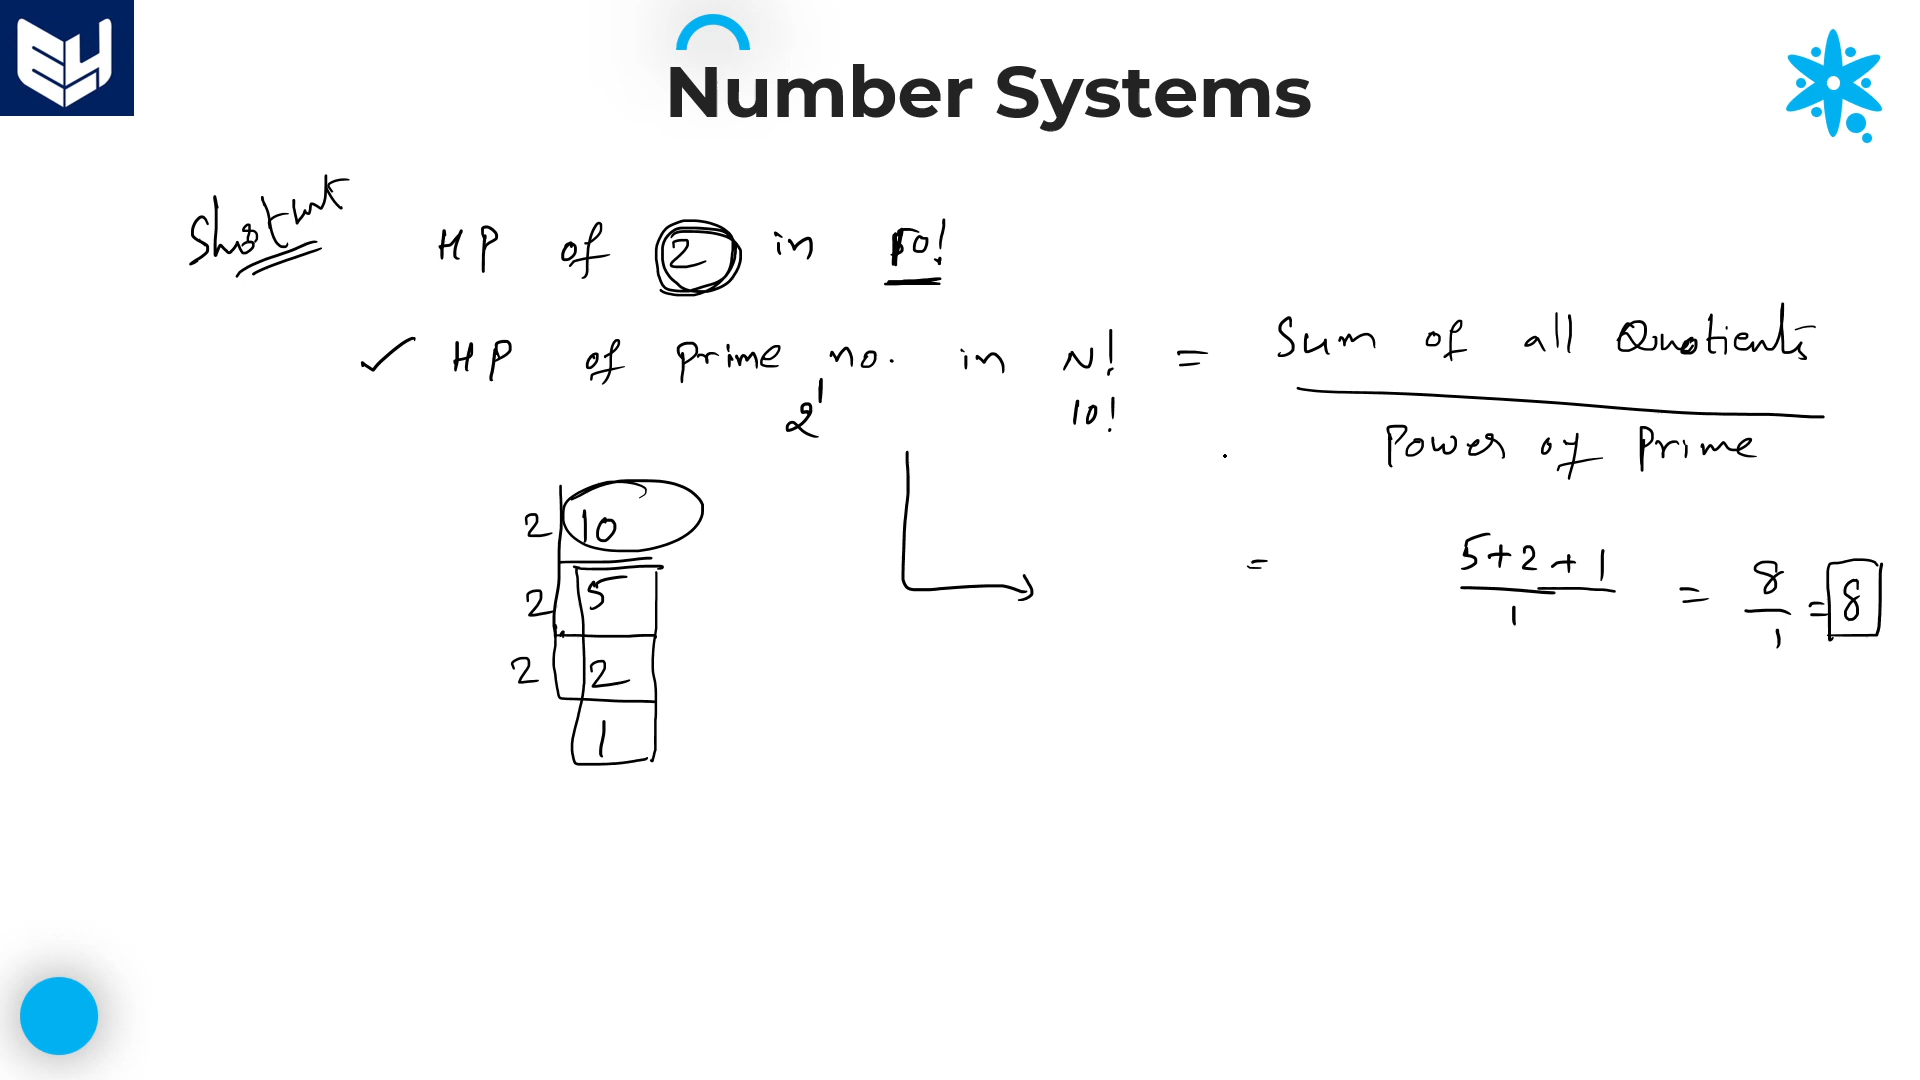 Number Systems
Shortcut
HP of 2 in 10!
✓ HP of prime no. in N! = Sum of all Quotients
2¹ 10! Power of Prime
2 10
= 5+2+1 / 1 = 8/1 = 8
2 5
2 2
1